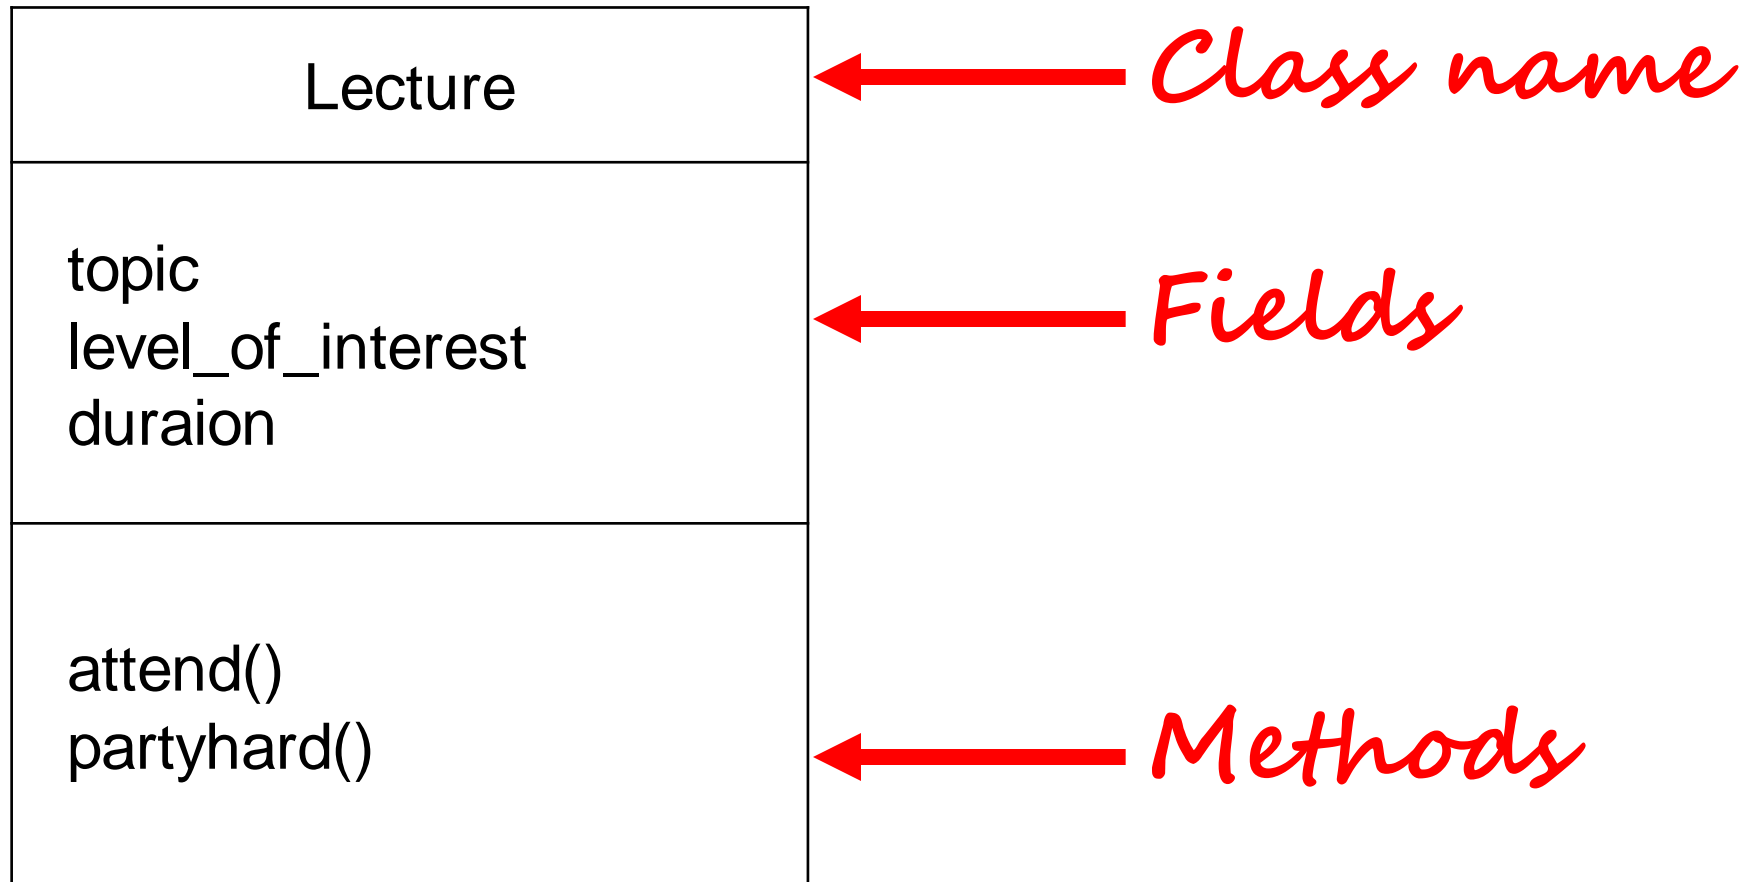 Lecture
Class name
topic
level_of_interest
duraion
Fields
attend()
partyhard()
Methods